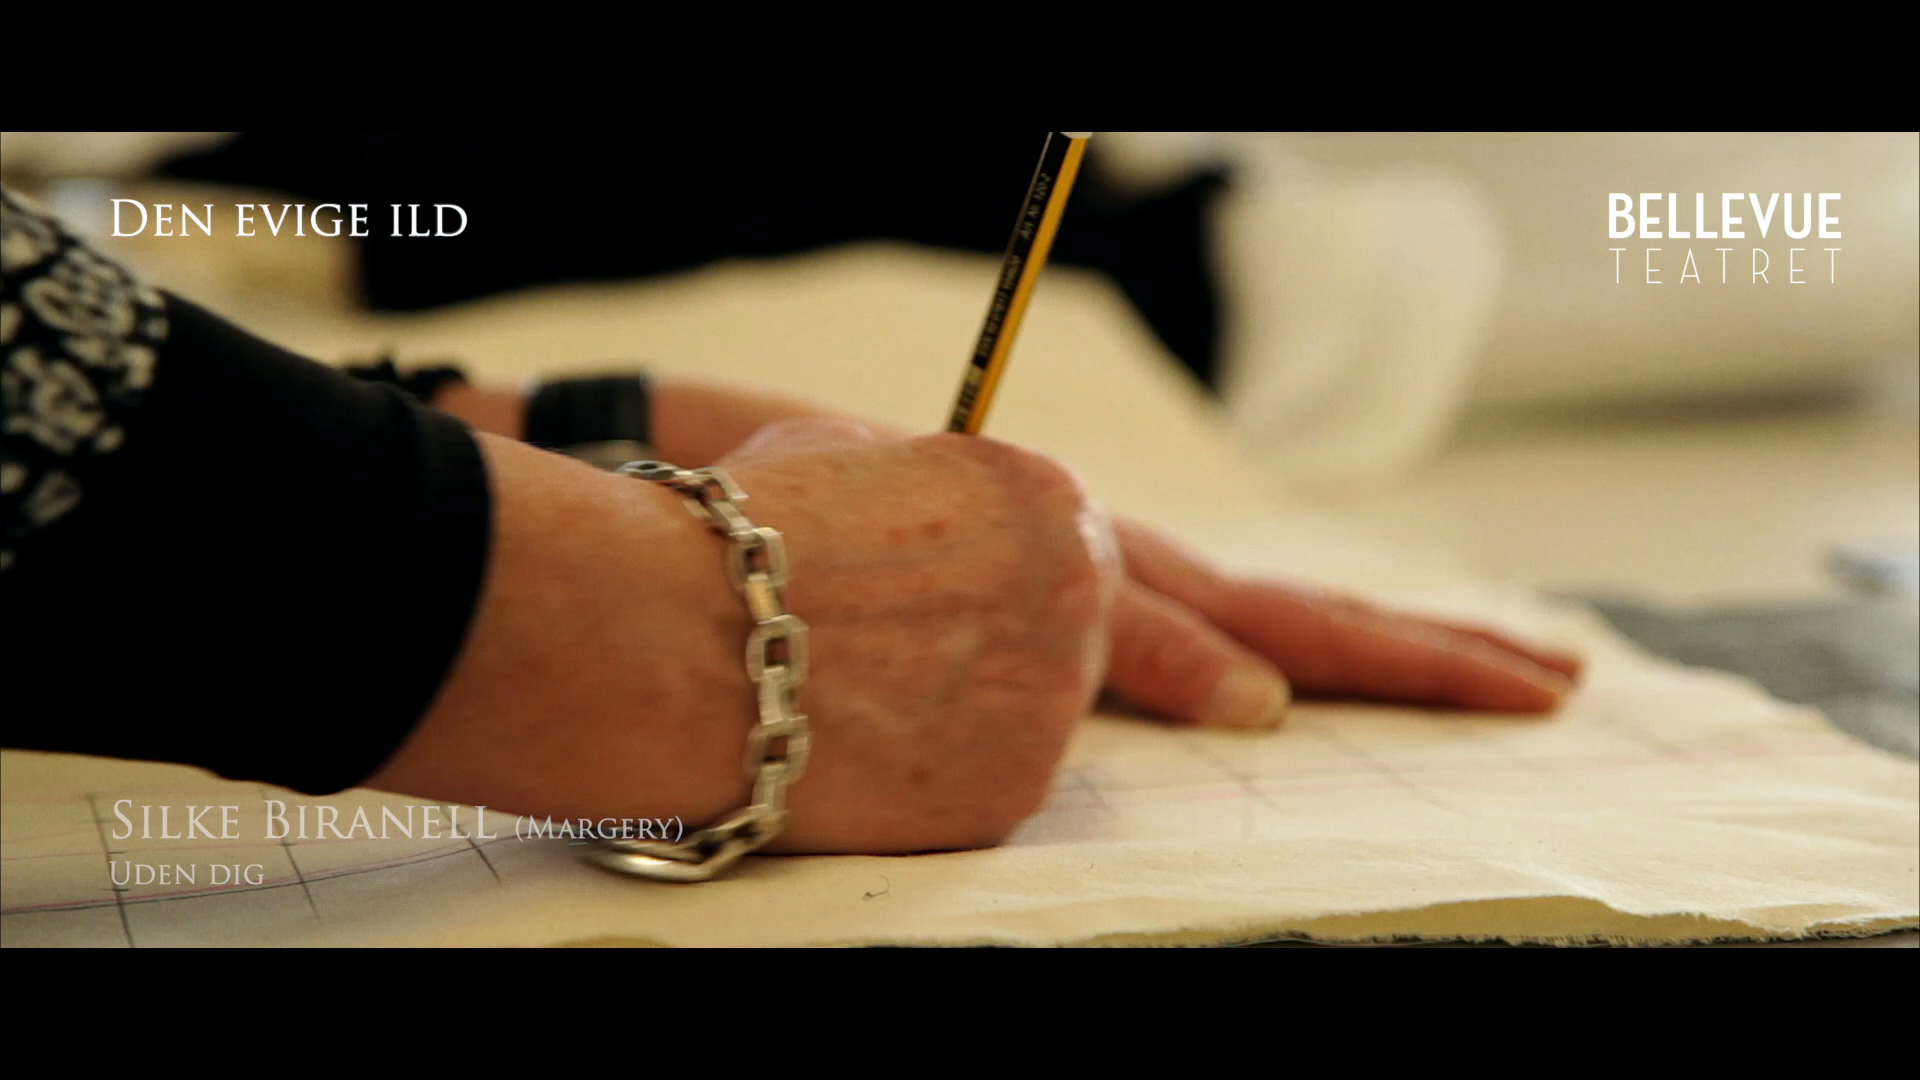 DEN EVIGE ILD
BELLEVUE
TEATRET
SILKE BIRANELL (MARGERY)
UDEN DIG